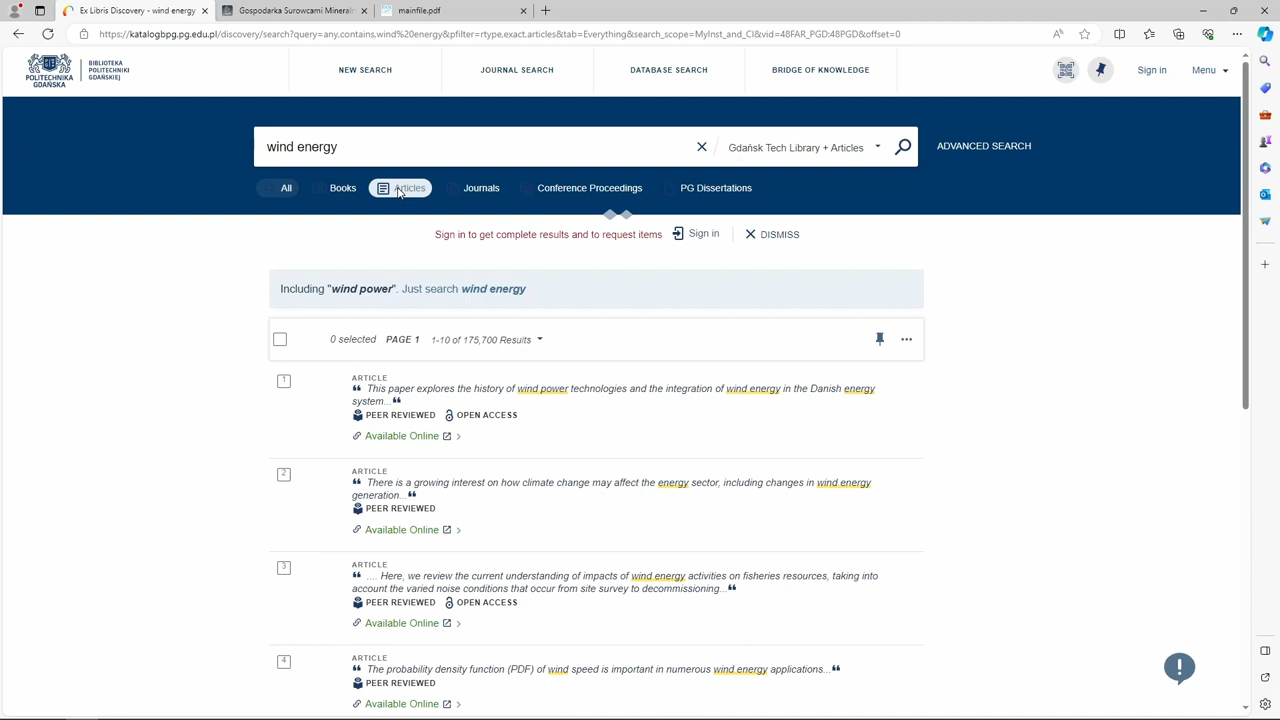 Ex Libris Discovery - wind energy
Gospodarka Surowcami Mineraln
mainfile.pdf
https://katalogbpg.pg.edu.pl/discovery/search?query=any,contains,wind%20energy&pfilter=rtype,exact,articles&tab=Everything&search_scope=MyInst_and_CI&vid=48FAR_PGD:48PGD&offset=0
POLITECHNIKA
GDAŃSKA
BIBLIOTEKA
POLITECHNIKI
GDAŃSKIEJ
NEW SEARCH
JOURNAL SEARCH
DATABASE SEARCH
BRIDGE OF KNOWLEDGE
Sign in
Menu
wind energy
Gdańsk Tech Library + Articles
ADVANCED SEARCH
All
Books
Articles
Journals
Conference Proceedings
PG Dissertations
Sign in to get complete results and to request items
Sign in
DISMISS
Including "wind power". Just search wind energy
0 selected PAGE 1 1-10 of 175,700 Results
1
ARTICLE
❝ This paper explores the history of wind power technologies and the integration of wind energy in the Danish energy
system...❝
PEER REVIEWED OPEN ACCESS
Available Online
2
ARTICLE
❝ There is a growing interest on how climate change may affect the energy sector, including changes in wind energy
generation...❝
PEER REVIEWED
Available Online
3
ARTICLE
❝ .... Here, we review the current understanding of impacts of wind energy activities on fisheries resources, taking into
account the varied noise conditions that occur from site survey to decommissioning...❝
PEER REVIEWED OPEN ACCESS
Available Online
4
ARTICLE
❝ The probability density function (PDF) of wind speed is important in numerous wind energy applications...❝
PEER REVIEWED
Available Online